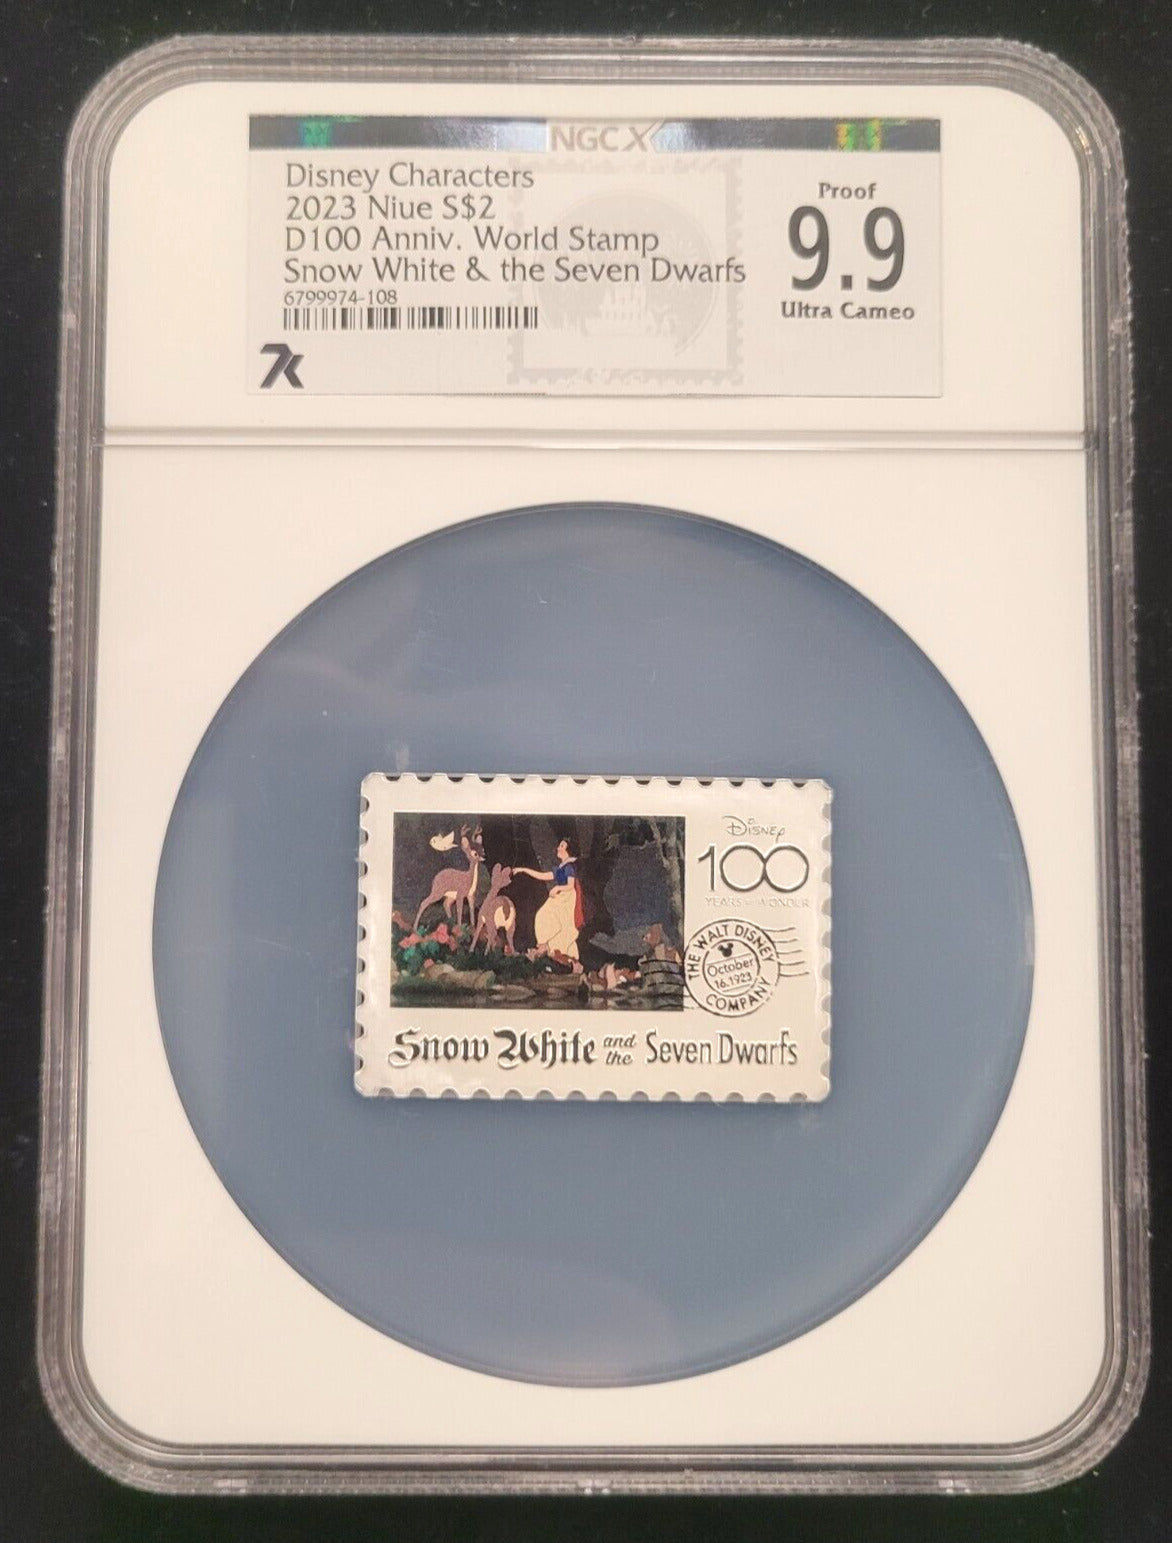 NGC X
Disney Characters
2023 Niue S$2
D100 Anniv. World Stamp
Snow White & the Seven Dwarfs
6799974-108
7k
Proof
9.9
Ultra Cameo
Disney
100
YEARS of WONDER
THE WALT DISNEY
October
16.1923
COMPANY
Snow White and the Seven Dwarfs